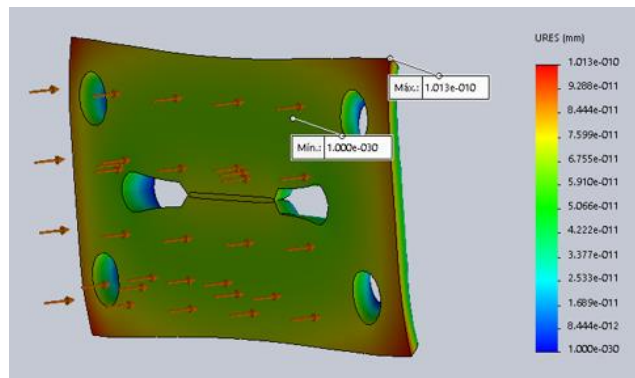 URES (mm)
1.013e-010
9.288e-011
8.444e-011
7.599e-011
6.755e-011
5.910e-011
5.066e-011
4.222e-011
3.377e-011
2.533e-011
1.689e-011
8.444e-012
1.000e-030
Máx.: 1.013e-010
Mín.: 1.000e-030